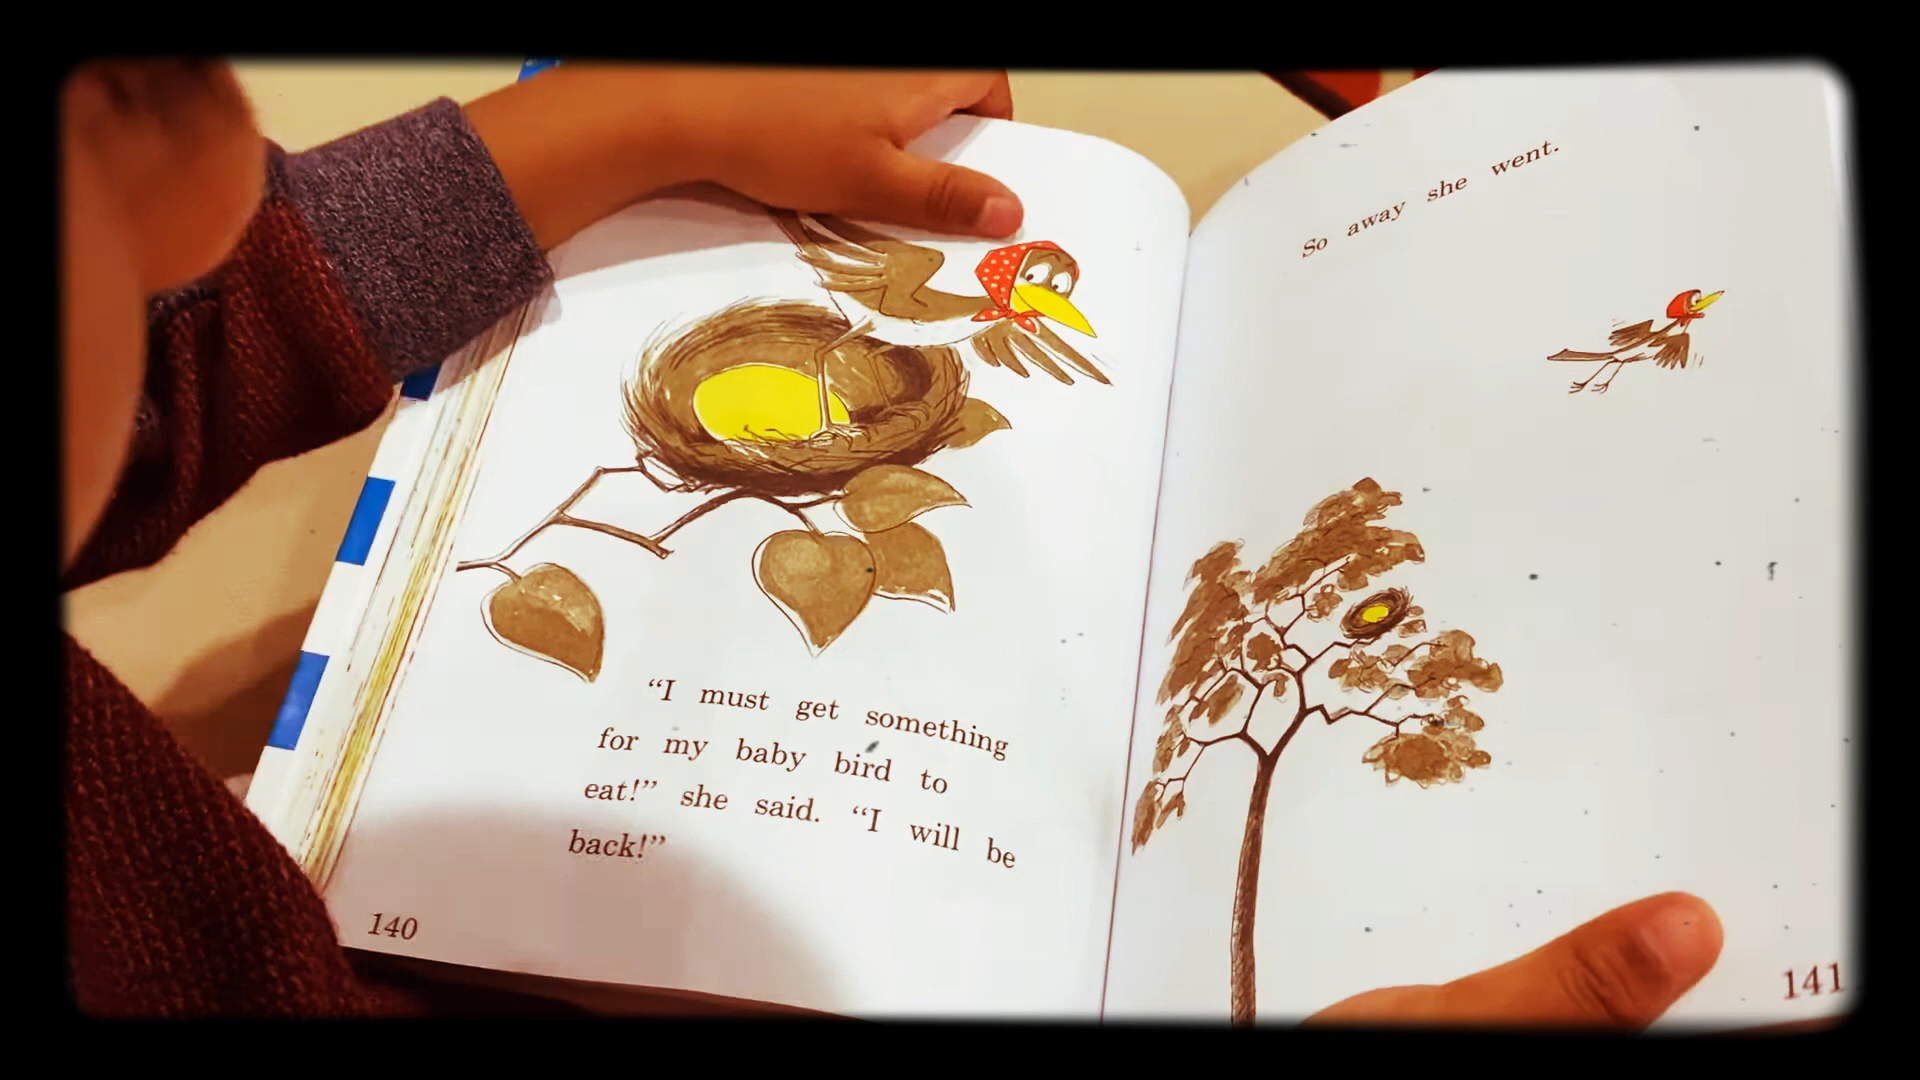 “I must get something
for my baby bird to
eat!” she said. “I will be
back!”
140
So away she went.
141